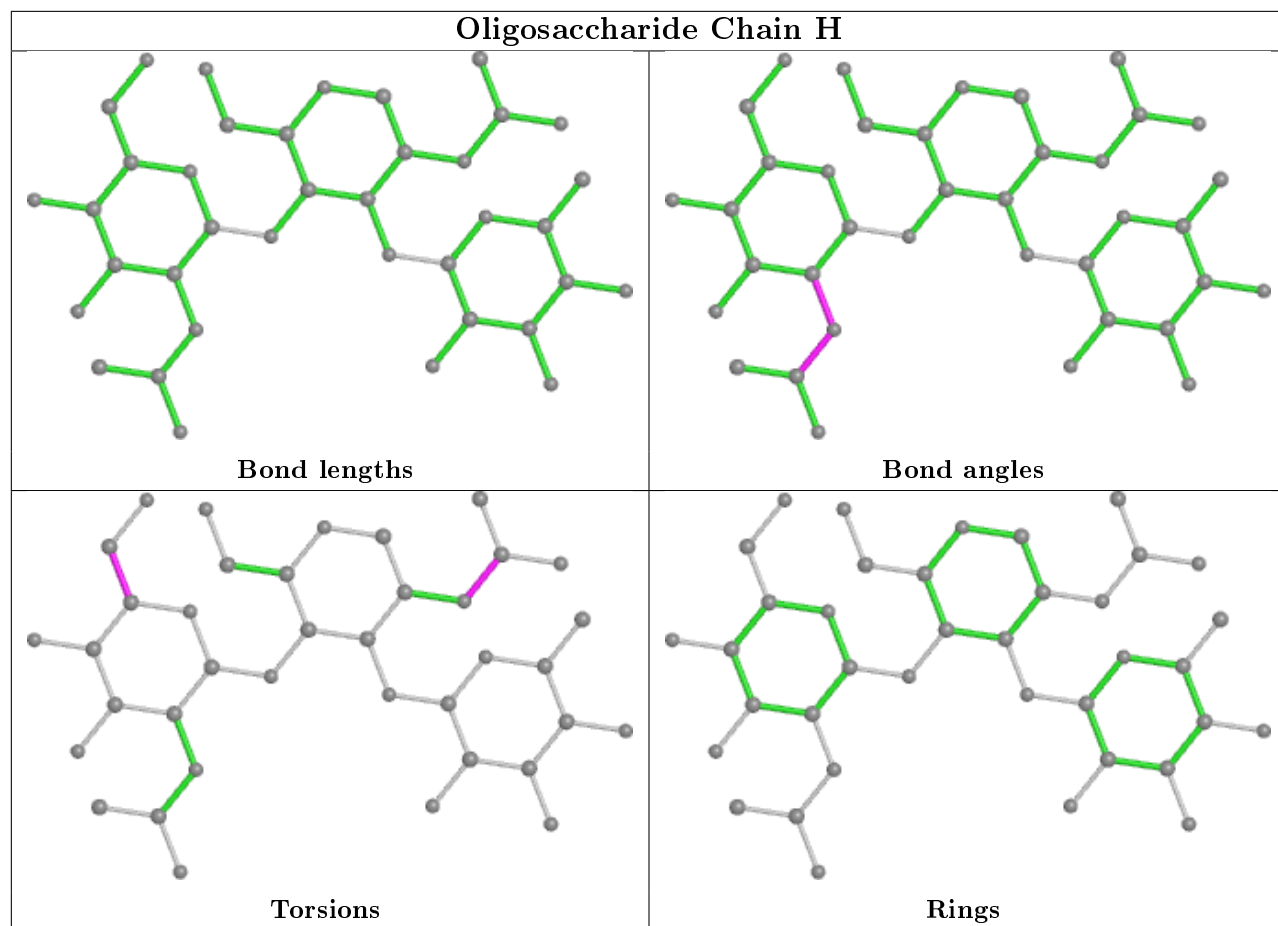 Oligosaccharide Chain H
Bond lengths
Bond angles
Torsions
Rings